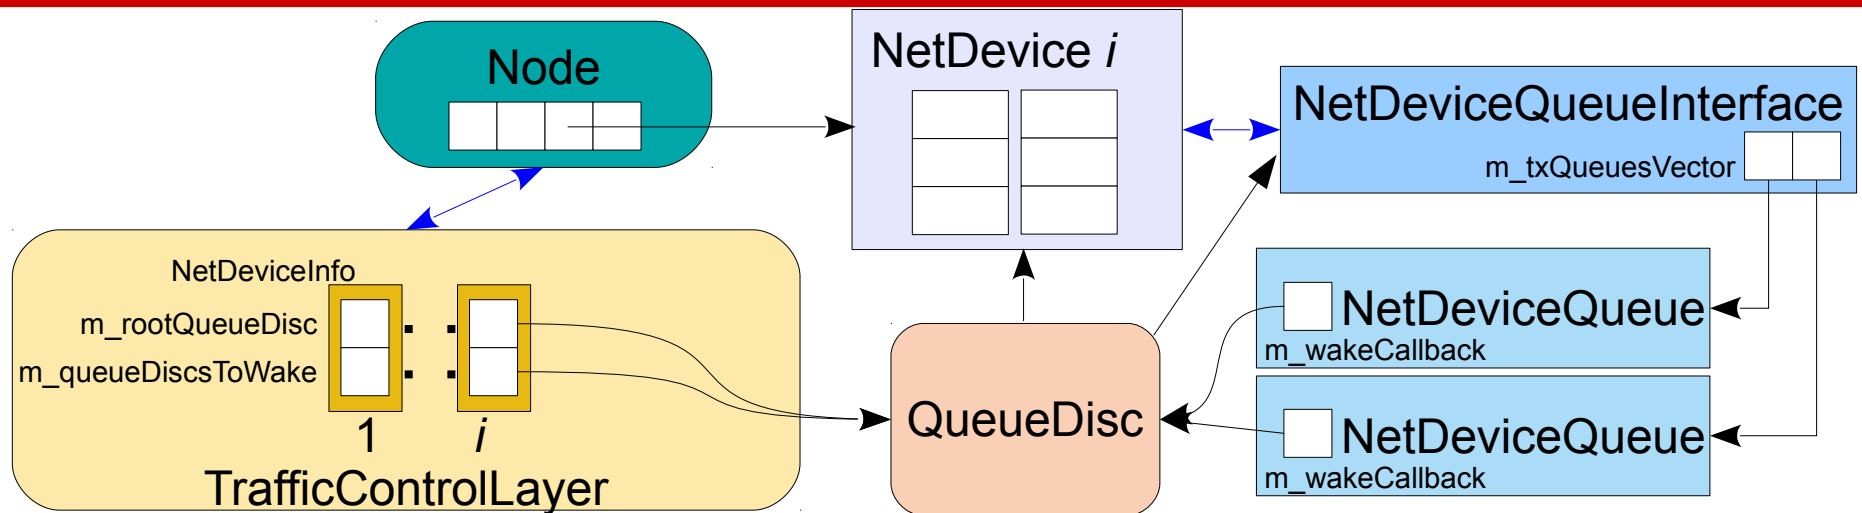 Node
NetDevice i
NetDeviceQueueInterface
m_txQueuesVector
NetDeviceInfo
m_rootQueueDisc
m_queueDiscsToWake
1
i
TrafficControlLayer
QueueDisc
NetDeviceQueue
m_wakeCallback
NetDeviceQueue
m_wakeCallback